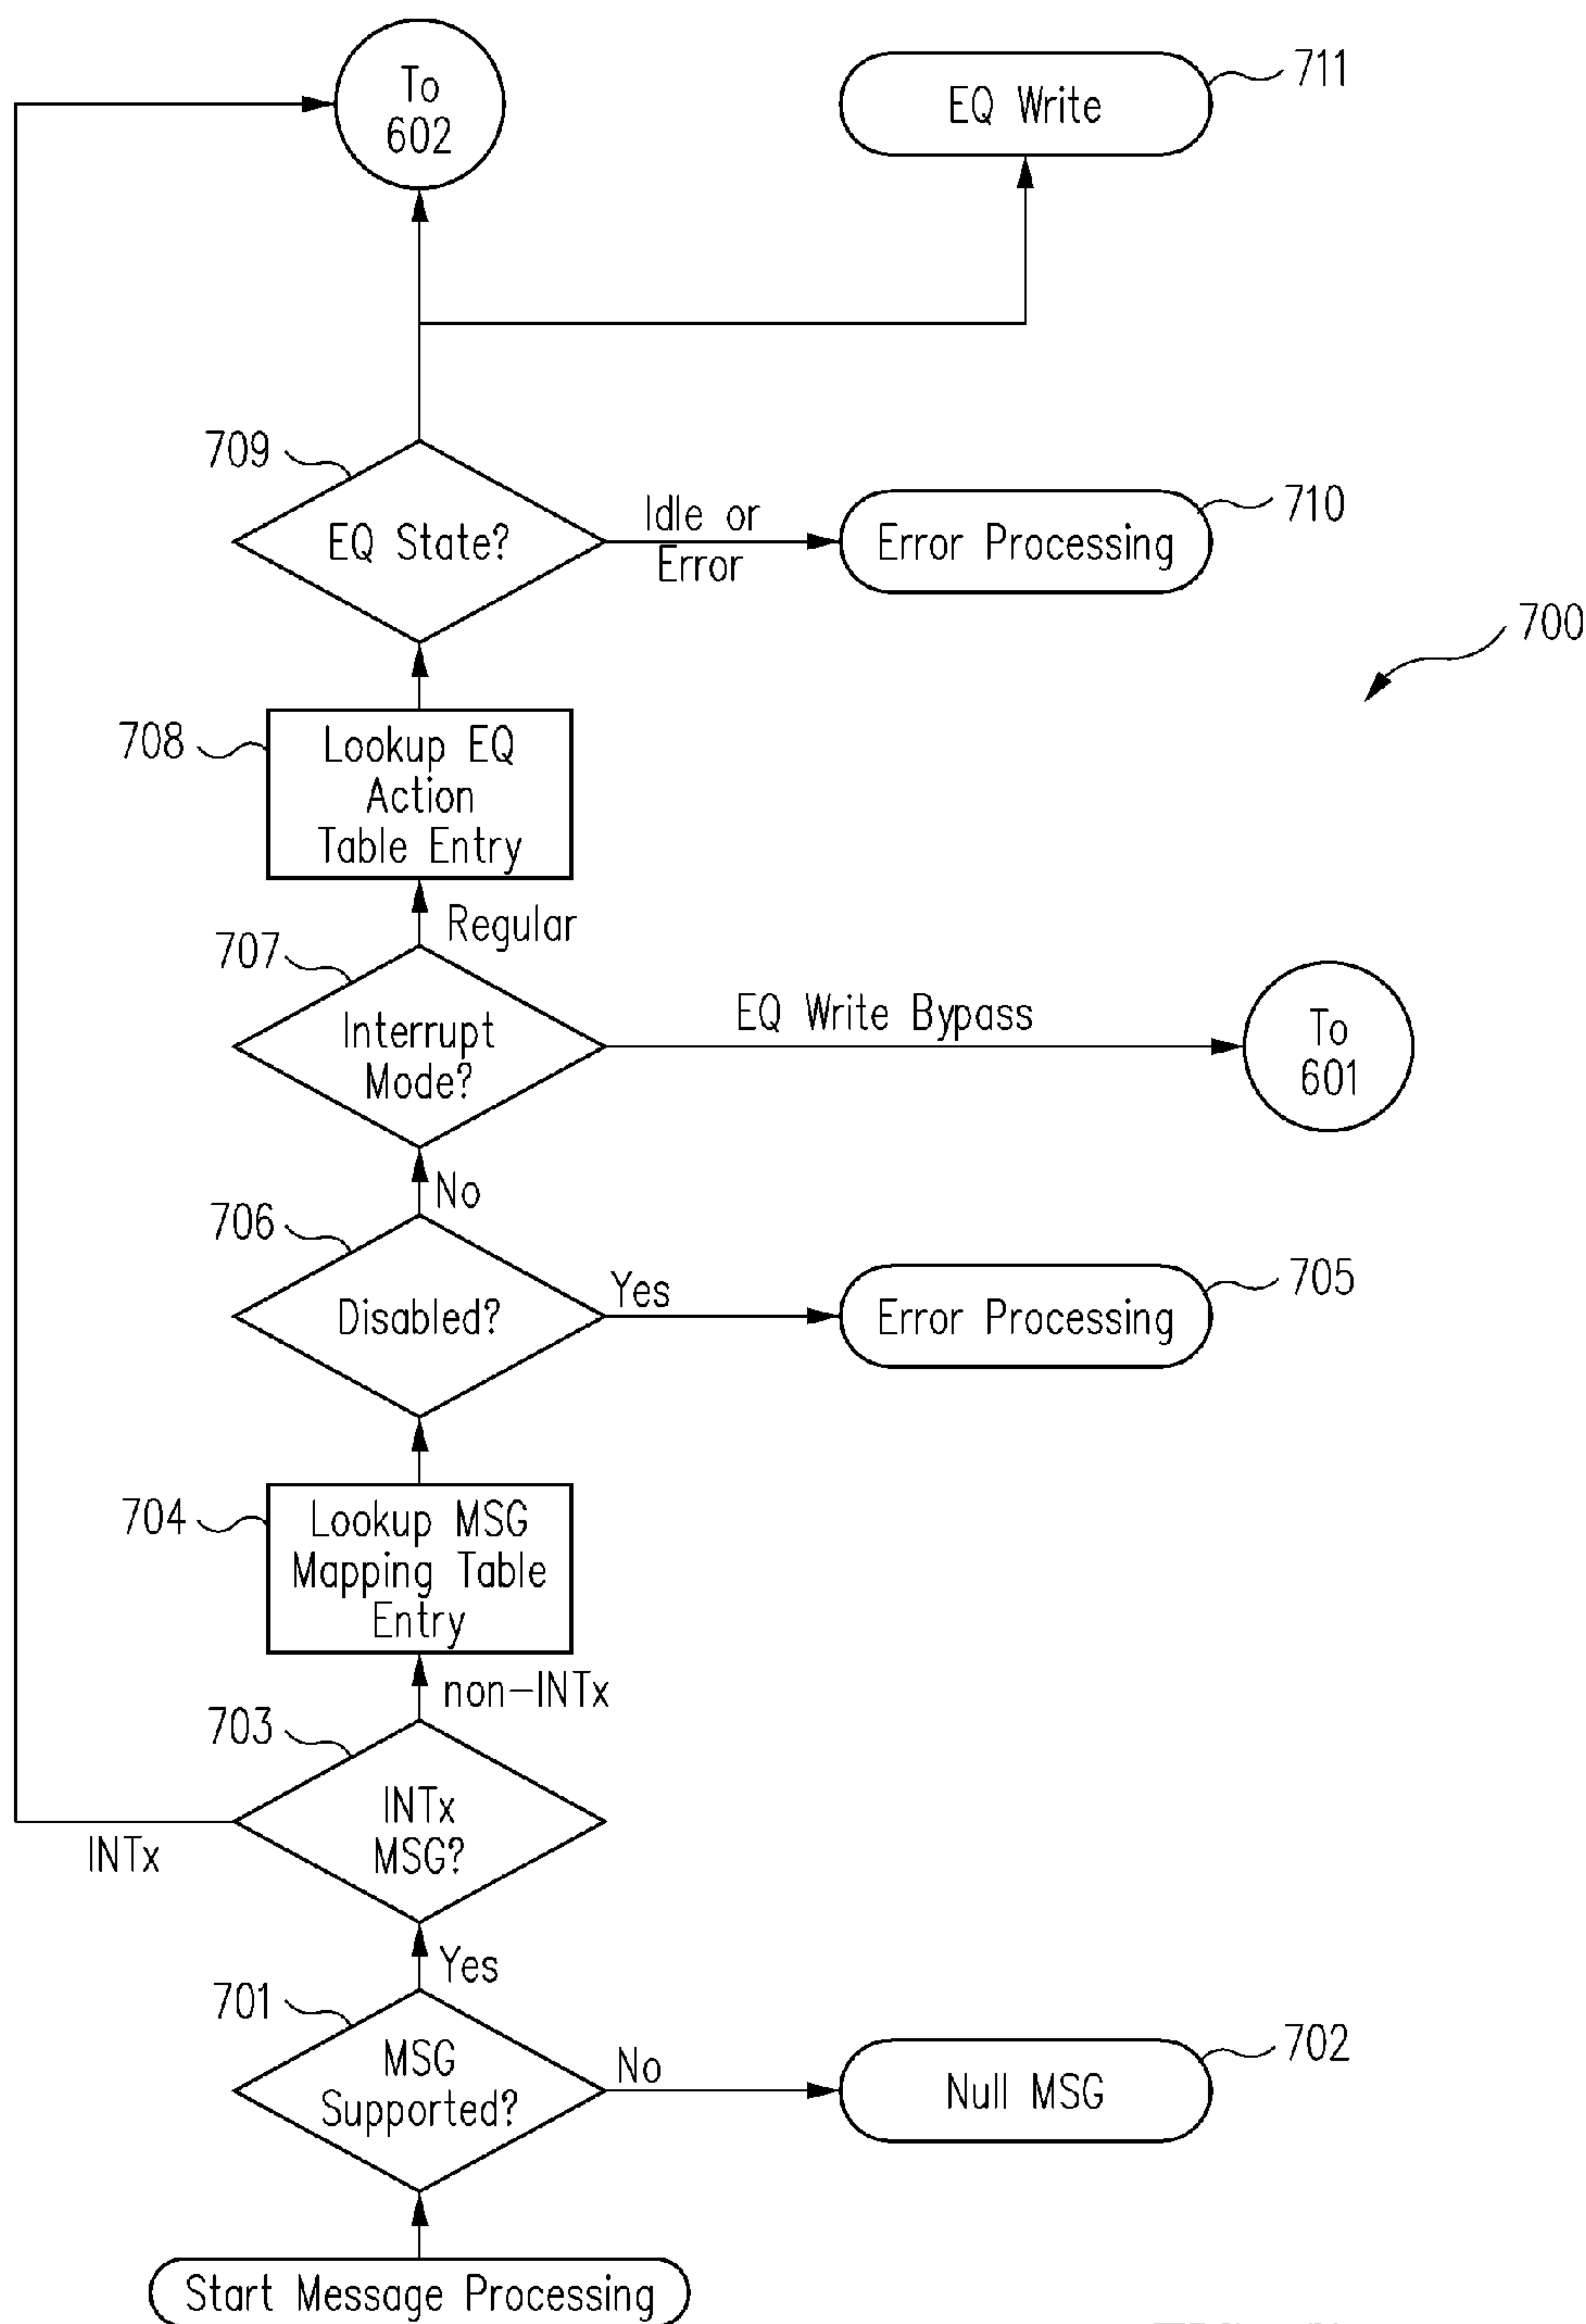 To
602
EQ Write
711
709
EQ State?
Idle or
Error
Error Processing
710
700
708
Lookup EQ
Action
Table Entry
Regular
707
Interrupt
Mode?
EQ Write Bypass
To
601
No
706
Disabled?
Yes
Error Processing
705
704
Lookup MSG
Mapping Table
Entry
non-INTx
703
INTx
MSG?
INTx
Yes
701
MSG
Supported?
No
Null MSG
702
Start Message Processing